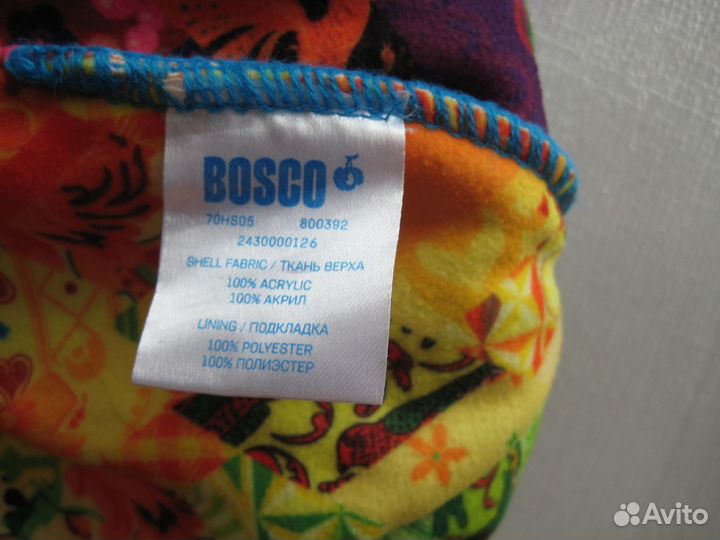 BOSCO
70HS05 800392
2430000126
SHELL FABRIC / ТКАНЬ ВЕРХА
100% ACRYLIC
100% АКРИЛ
LINING / ПОДКЛАДКА
100% POLYESTER
100% ПОЛИЭСТЕР
Avito